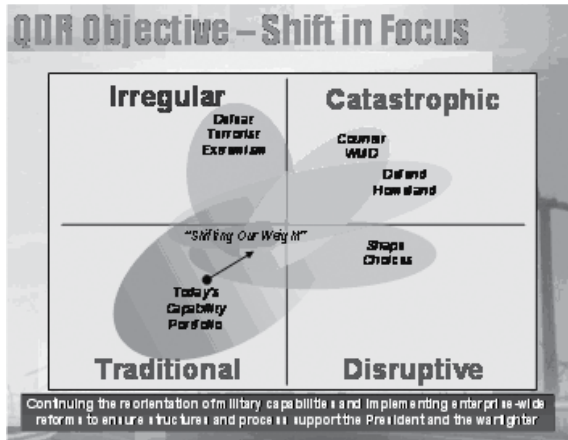 QDR Objective – Shift in Focus
Irregular
Catastrophic
Defeat
Terrorist
Extremism
Counter
WMD
Defend
Homeland
"Shifting Our Weight"
Shape
Choices
Today's
Capability
Portfolio
Traditional
Disruptive
Continuing the reorientation of military capabilities and implementing enterprise-wide
reforms to ensure structures and process support the President and the warfighter